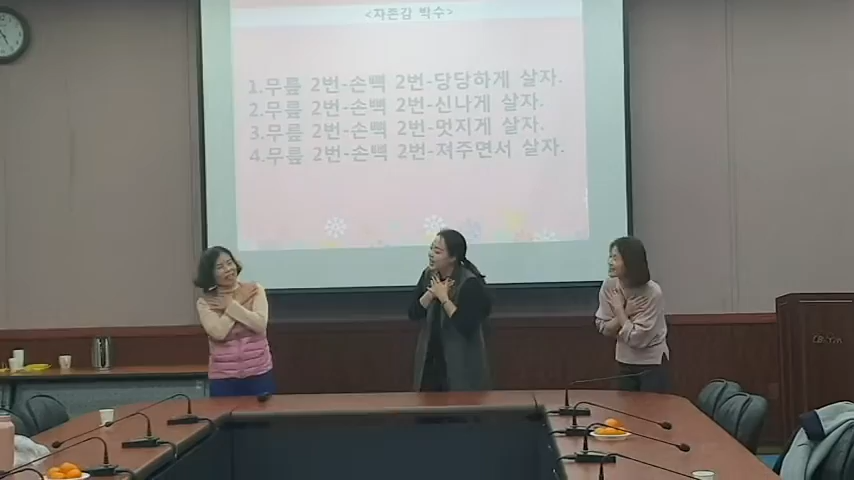 <자존감 박수>
1.무릎 2번-손뼉 2번-당당하게 살자.
2.무릎 2번-손뼉 2번-신나게 살자.
3.무릎 2번-손뼉 2번-멋지게 살자.
4.무릎 2번-손뼉 2번-져주면서 살자.